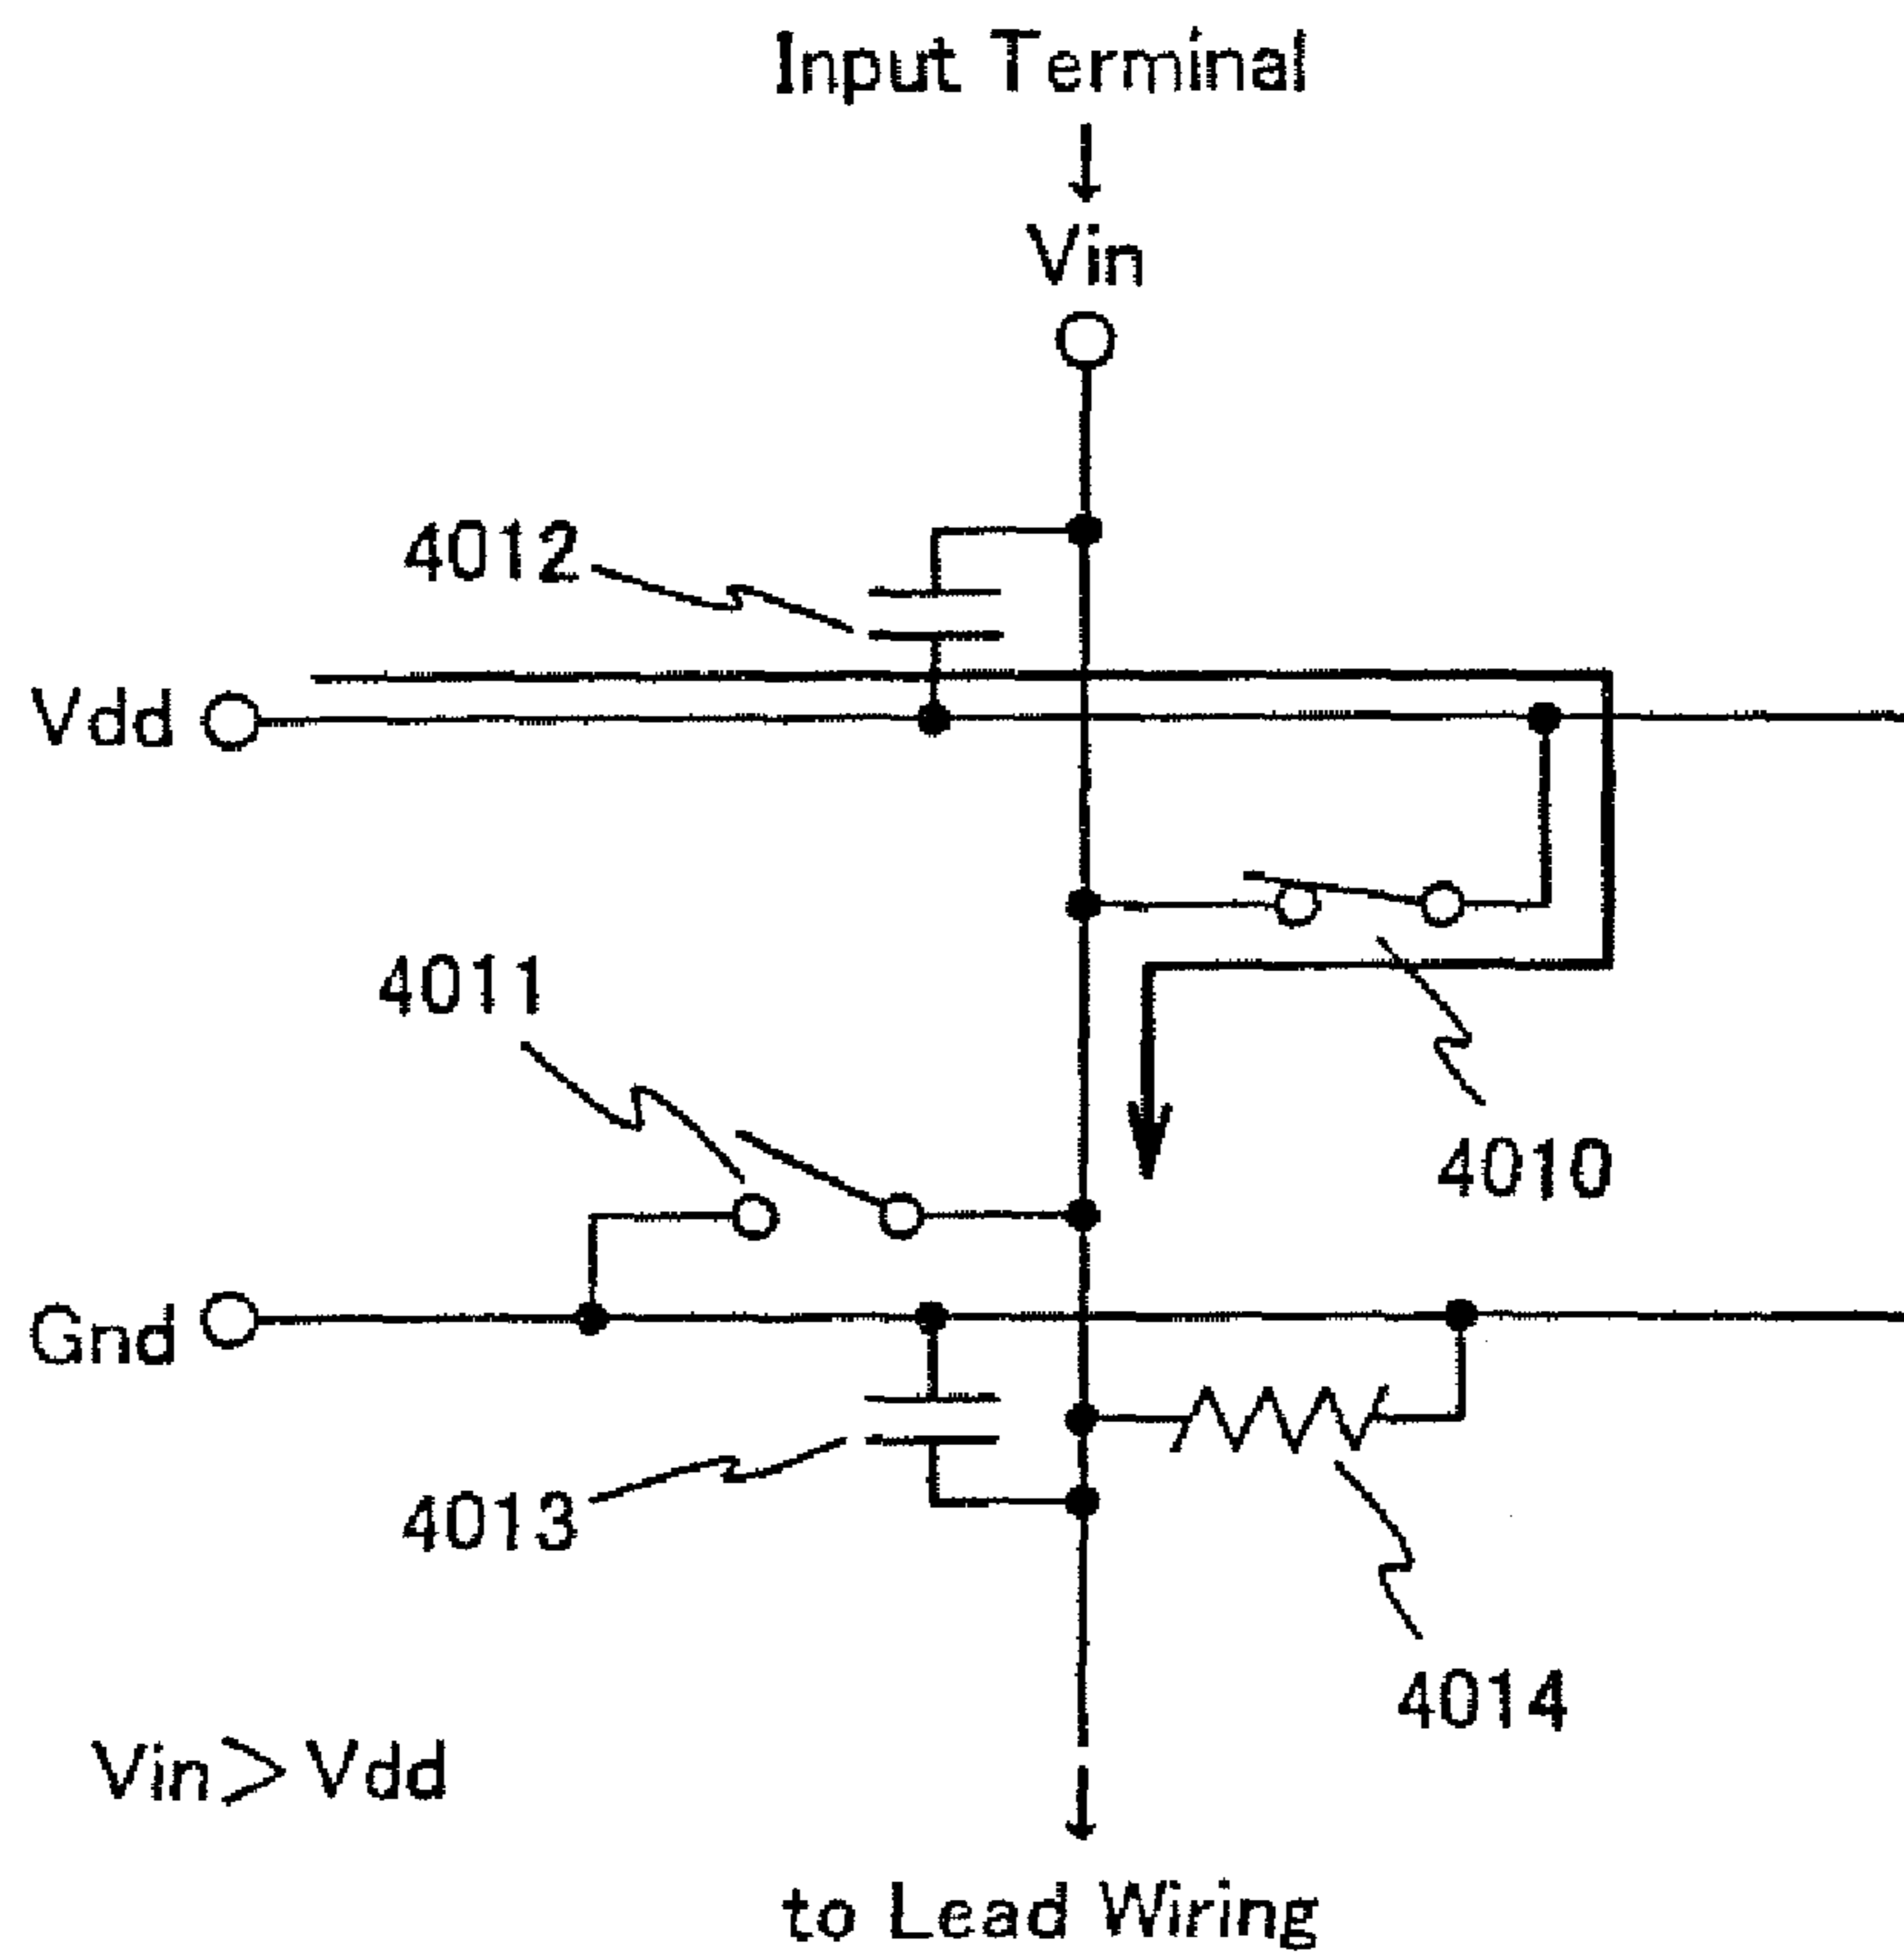 Input Terminal
Vin
4012
Vdd
4011
4010
Gnd
4013
4014
Vin > Vdd
to Lead Wiring